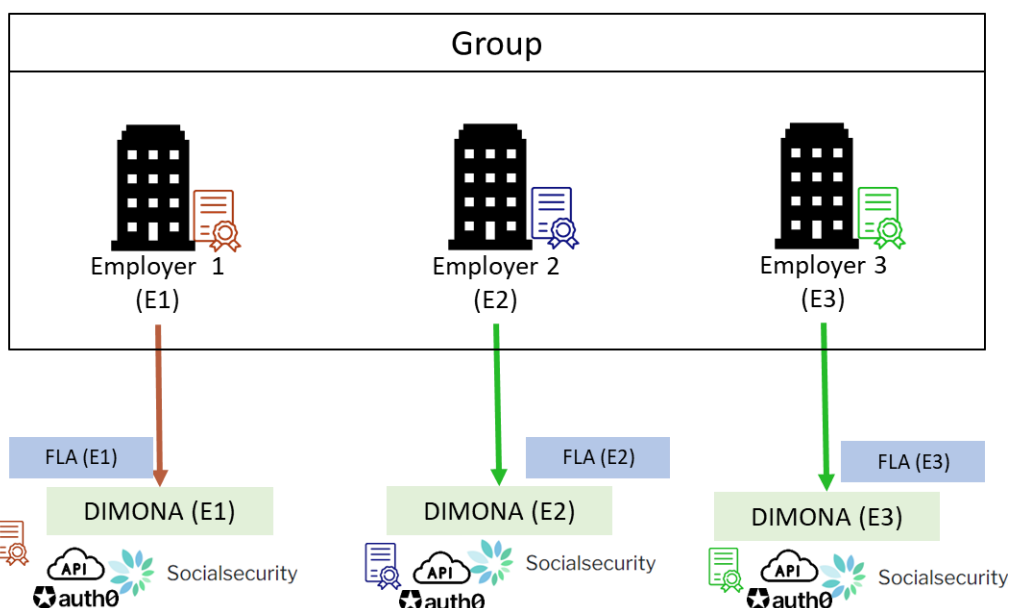 Group
Employer 1
(E1)
Employer 2
(E2)
Employer 3
(E3)
FLA (E1)
FLA (E2)
FLA (E3)
DIMONA (E1)
DIMONA (E2)
DIMONA (E3)
API
Socialsecurity
auth0
API
Socialsecurity
auth0
API
Socialsecurity
auth0